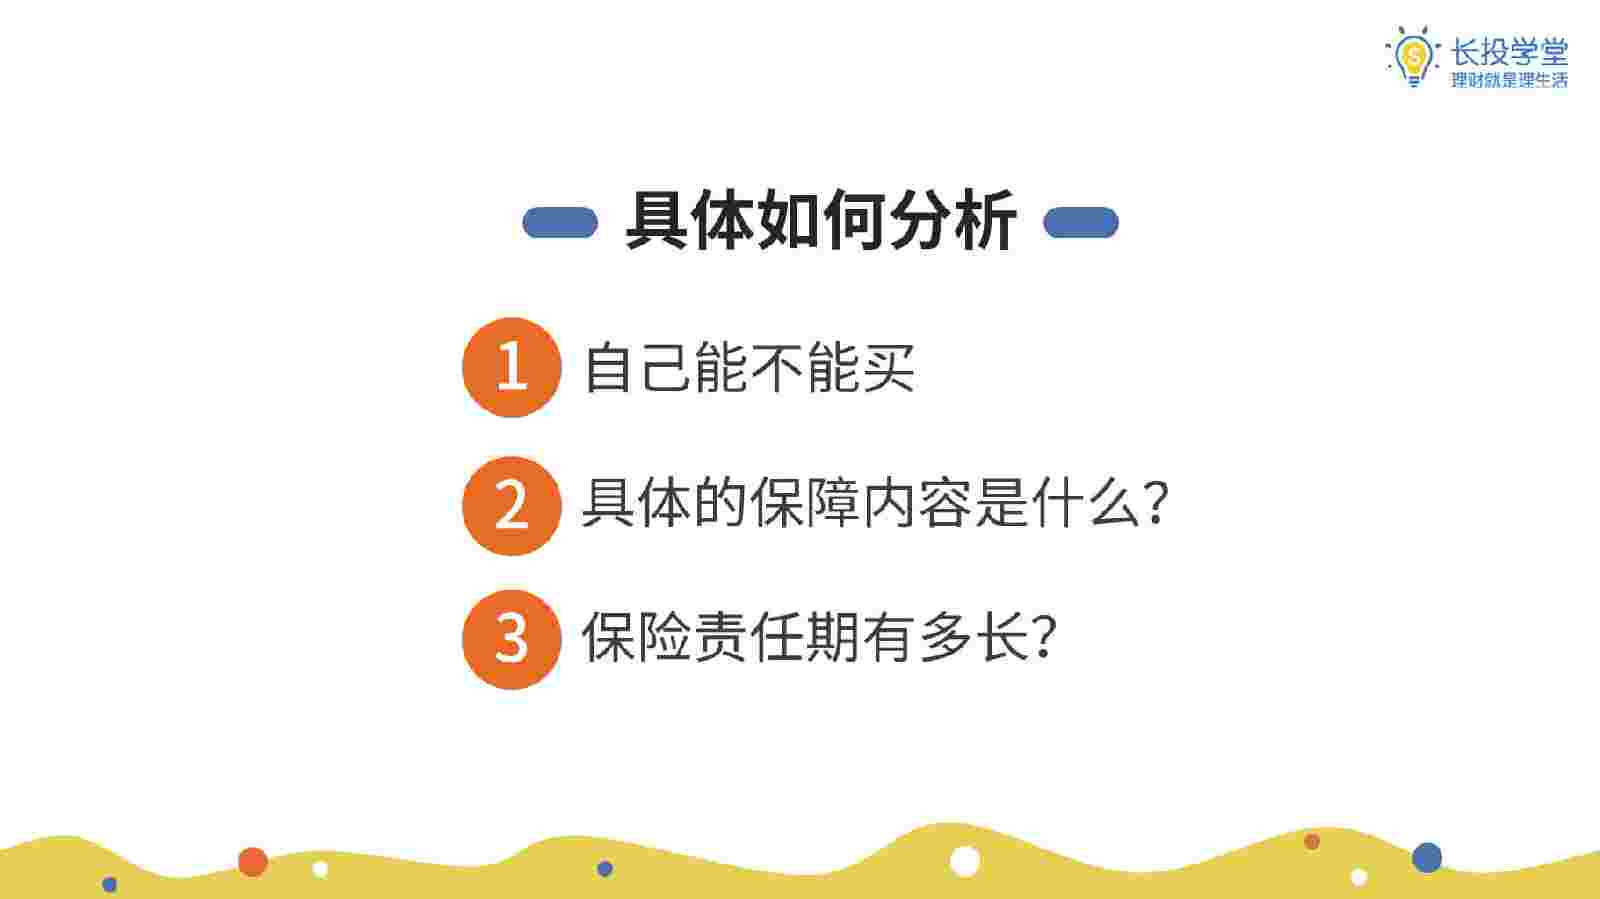 长投学堂
理财就是理生活
具体如何分析
1 自己能不能买
2 具体的保障内容是什么?
3 保险责任期有多长?